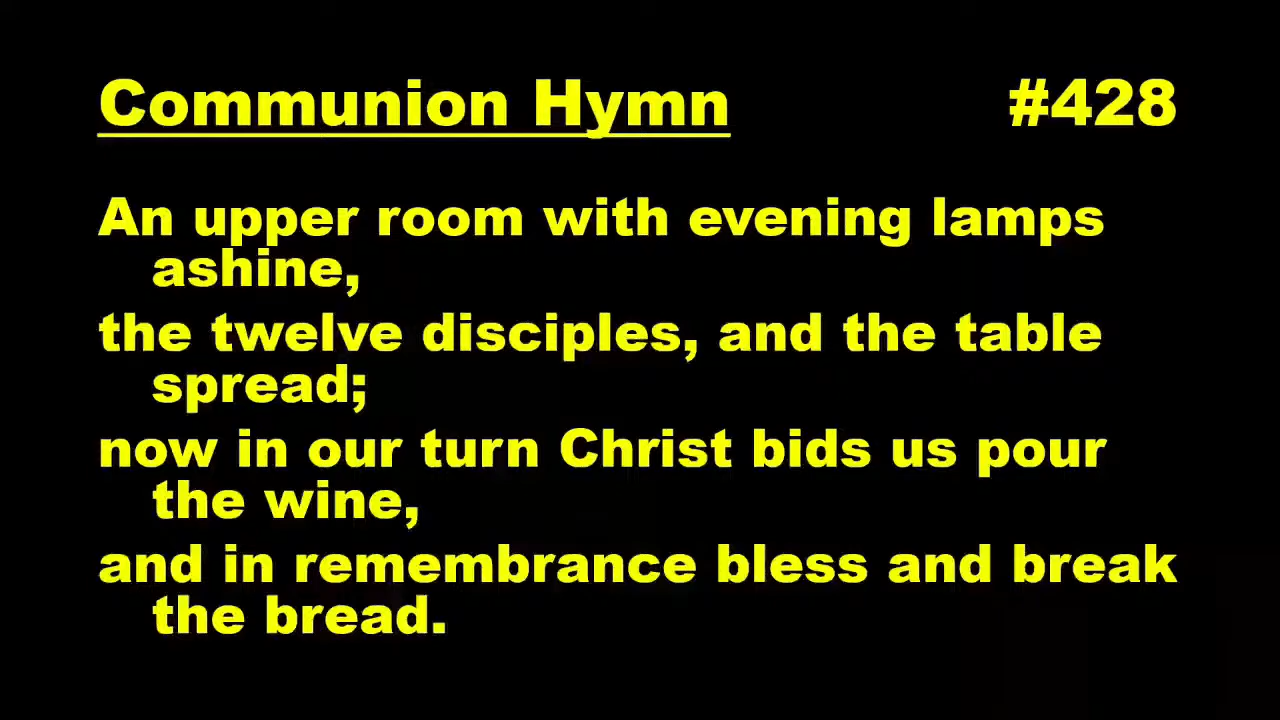 Communion Hymn #428
An upper room with evening lamps
ashine,
the twelve disciples, and the table
spread;
now in our turn Christ bids us pour
the wine,
and in remembrance bless and break
the bread.